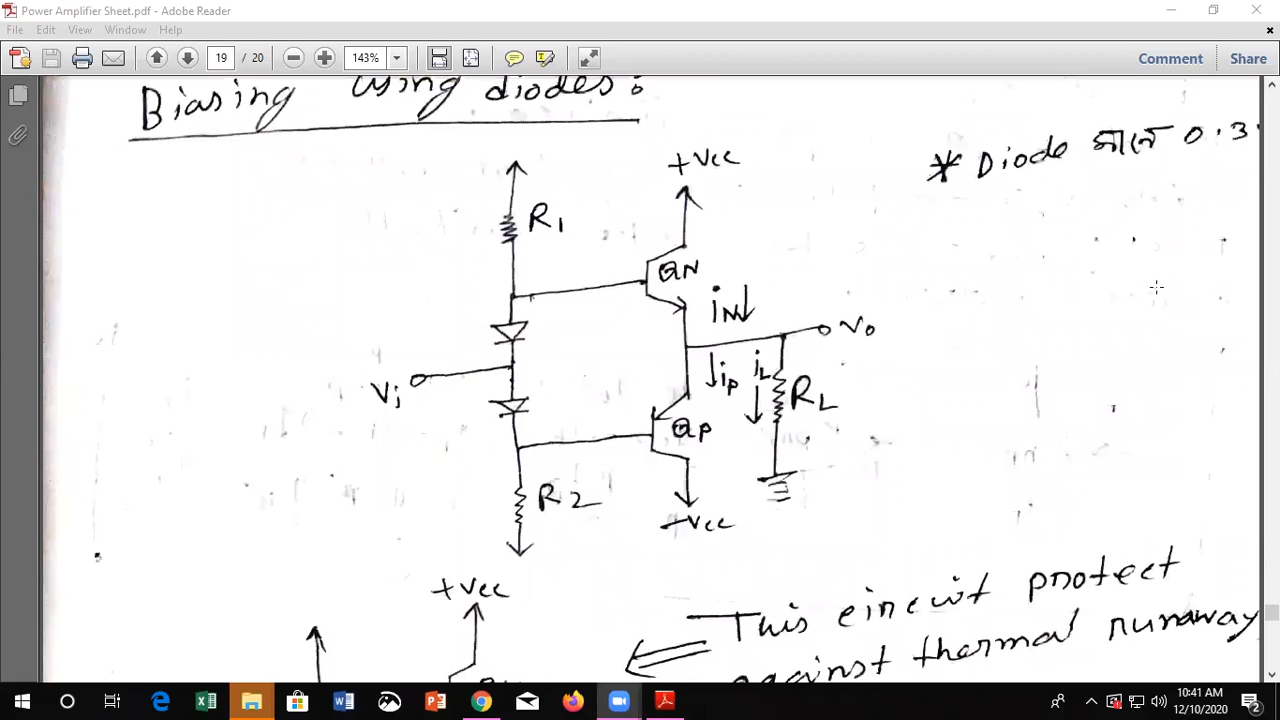 Power Amplifier Sheet.pdf - Adobe Reader
File Edit View Window Help
19 / 20 143% Comment Share
Biasing using diodes:
* Diode মানে 0.3
+Vcc
R1
QN
iN
Vo
Vi
iP
iL
RL
QP
R2
-Vcc
+Vcc
This circuit protect
against thermal runaway
10:41 AM
12/10/2020
2